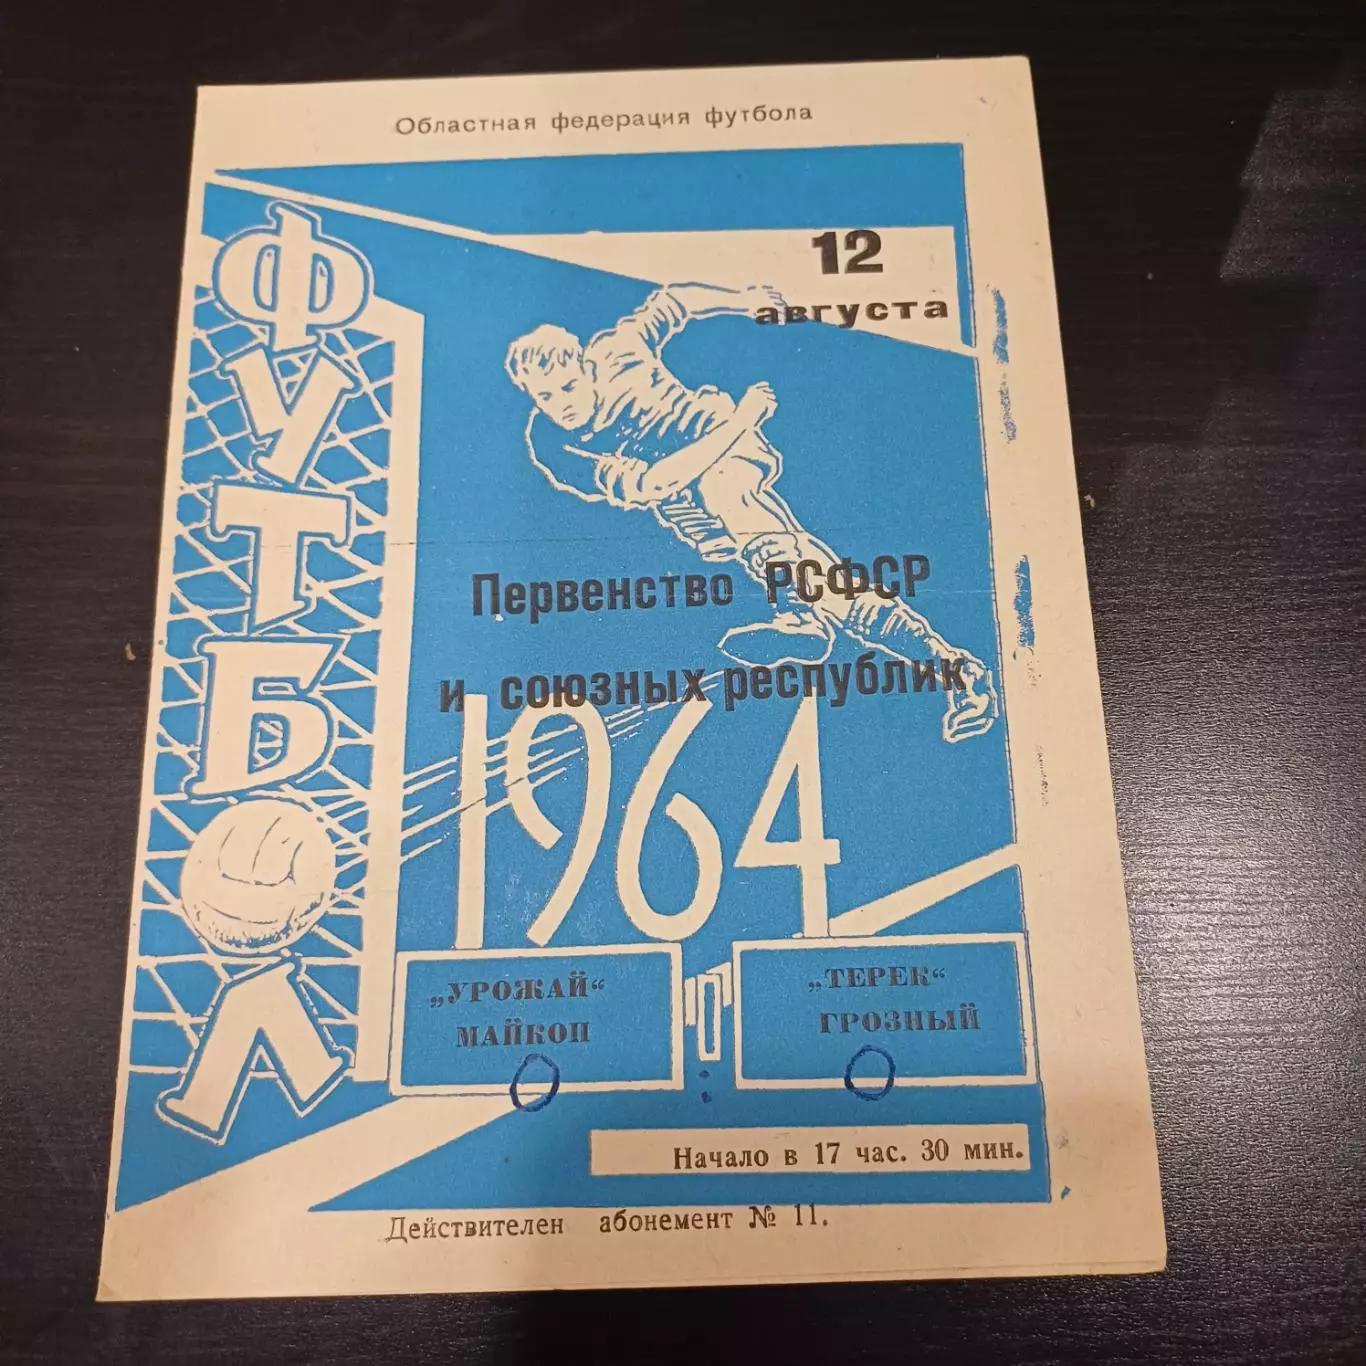 Областная федерация футбола
12
августа
ФУТБОЛ
Первенство РСФСР
и союзных республик
1964
„УРОЖАЙ“
МАЙКОП
„ТЕРЕК“
ГРОЗНЫЙ
0 : 0
Начало в 17 час. 30 мин.
Действителен абонемент № 11.